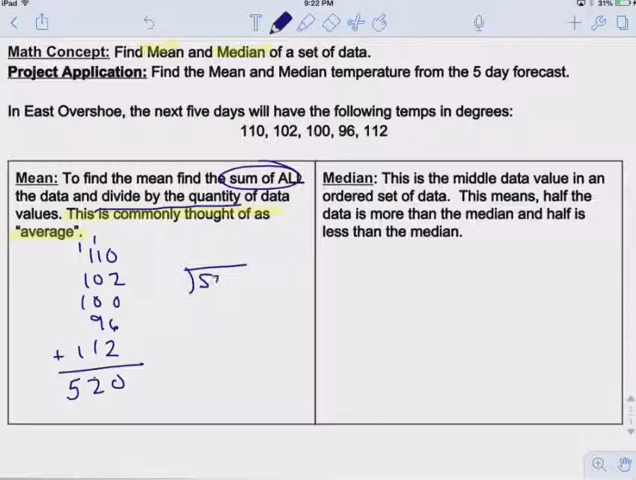 iPad
9:22 PM
31%
T
Math Concept: Find Mean and Median of a set of data.
Project Application: Find the Mean and Median temperature from the 5 day forecast.
In East Overshoe, the next five days will have the following temps in degrees:
110, 102, 100, 96, 112
Mean: To find the mean find the sum of ALL
the data and divide by the quantity of data
values. This is commonly thought of as
"average".
1 1
110
102
100
96
+ 112
520
5
Median: This is the middle data value in an
ordered set of data. This means, half the
data is more than the median and half is
less than the median.